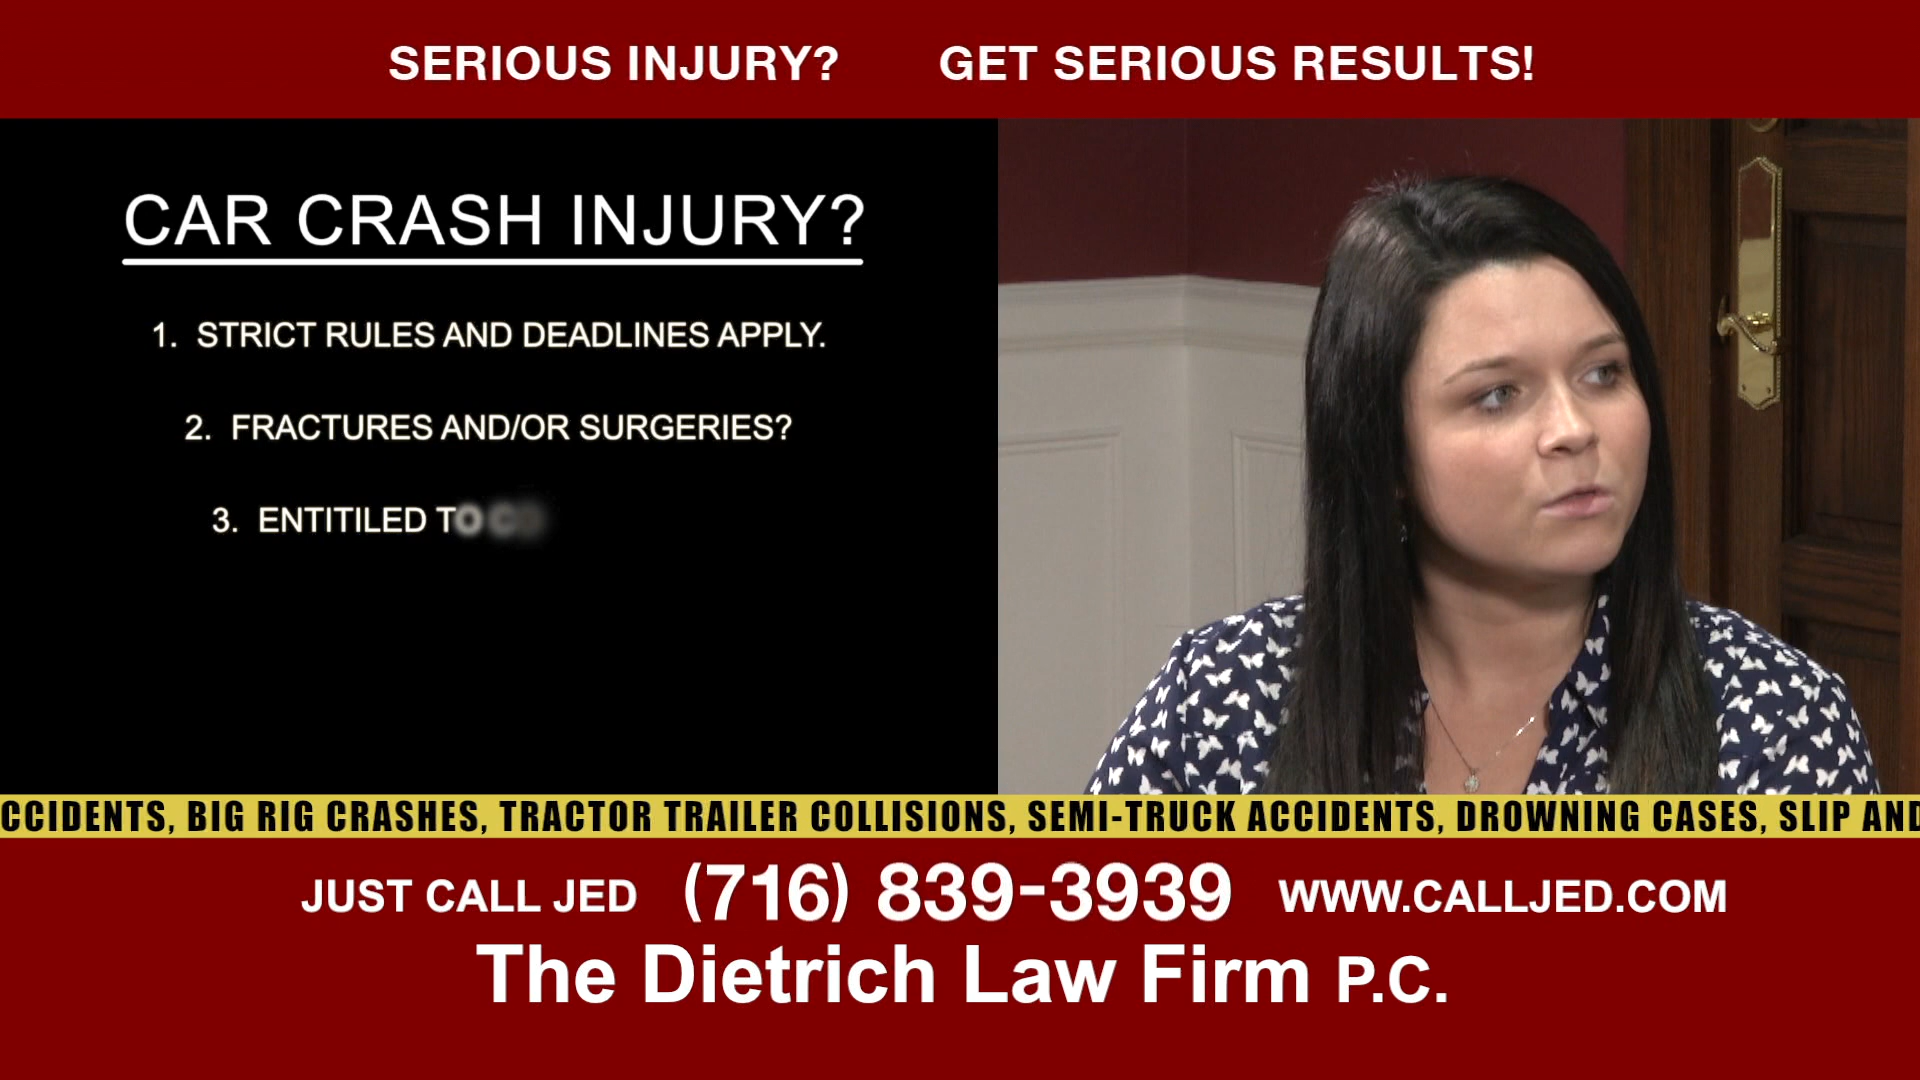 SERIOUS INJURY? GET SERIOUS RESULTS!
CAR CRASH INJURY?
1. STRICT RULES AND DEADLINES APPLY.
2. FRACTURES AND/OR SURGERIES?
3. ENTITILED TO
CCIDENTS, BIG RIG CRASHES, TRACTOR TRAILER COLLISIONS, SEMI-TRUCK ACCIDENTS, DROWNING CASES, SLIP AND
JUST CALL JED (716) 839-3939 WWW.CALLJED.COM
The Dietrich Law Firm P.C.